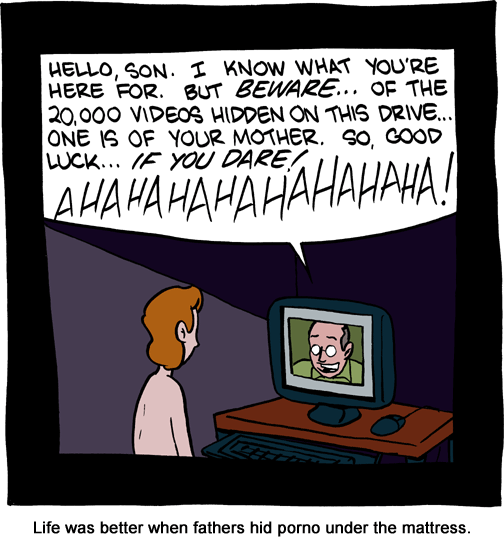 HELLO, SON. I KNOW WHAT YOU'RE
HERE FOR. BUT BEWARE... OF THE
20,000 VIDEOS HIDDEN ON THIS DRIVE...
ONE IS OF YOUR MOTHER. SO, GOOD
LUCK... IF YOU DARE!
AHAHAHAHAHAHAHAHA!
Life was better when fathers hid porno under the mattress.